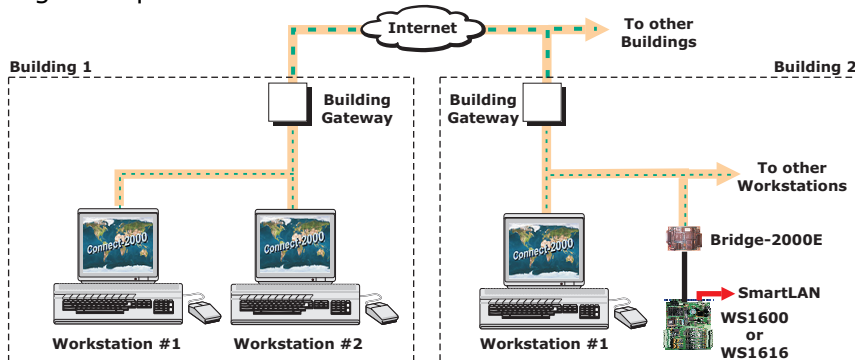 Internet
To other
Buildings
Building 1
Building 2
Building
Gateway
Building
Gateway
To other
Workstations
Connect-2000
Connect-2000
Connect-2000
Bridge-2000E
SmartLAN
WS1600
or
WS1616
Workstation #1
Workstation #2
Workstation #1